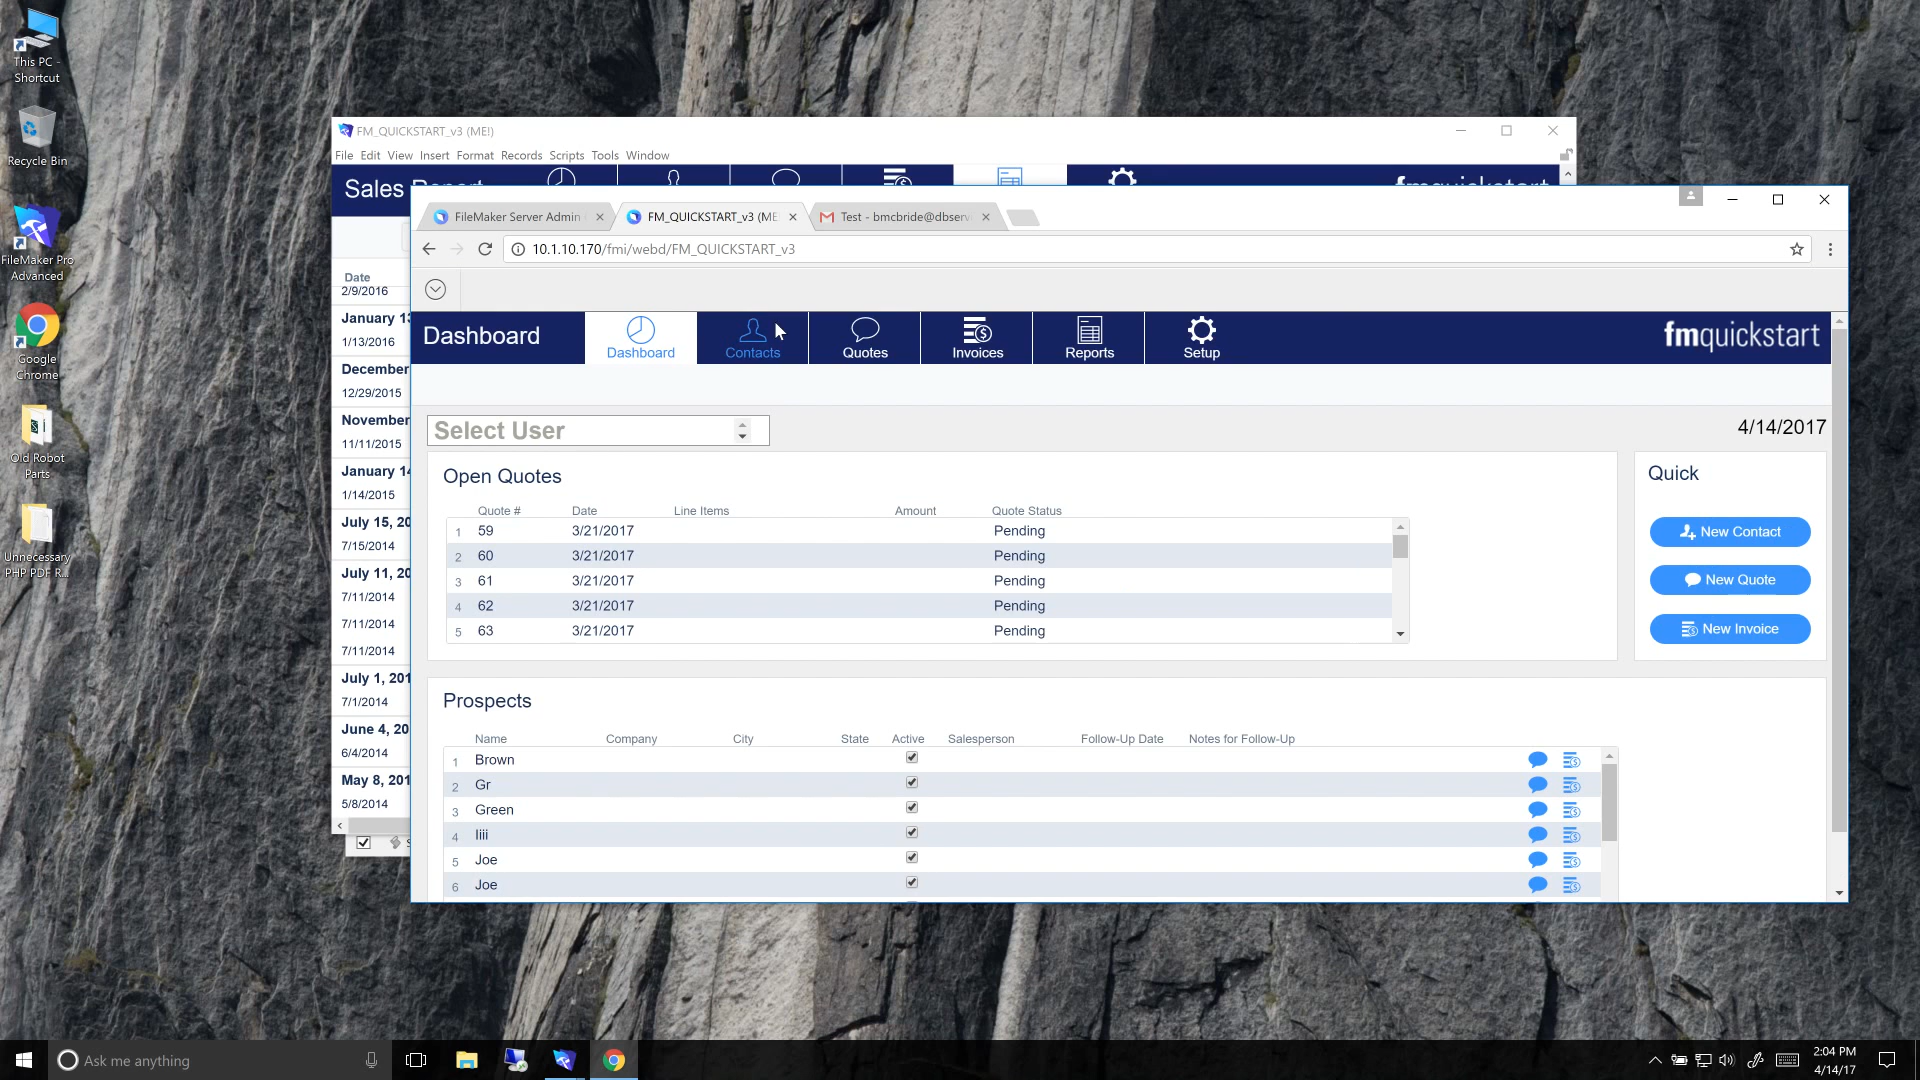 This PC -
Shortcut
Recycle Bin
FileMaker Pro
Advanced
Google
Chrome
Old Robot
Parts
Unnecessary
PHP PDF R...
FM_QUICKSTART_v3 (ME!)
File Edit View Insert Format Records Scripts Tools Window
Sales Report
fmquickstart
Date
2/9/2016
January 13
1/13/2016
December
12/29/2015
November
11/11/2015
January 14
1/14/2015
July 15, 20
7/15/2014
July 11, 20
7/11/2014
7/11/2014
7/11/2014
July 1, 201
7/1/2014
June 4, 20
6/4/2014
May 8, 201
5/8/2014
FileMaker Server Admin
FM_QUICKSTART_v3 (ME
Test - bmcbride@dbserv
10.1.10.170/fmi/webd/FM_QUICKSTART_v3
Dashboard
Dashboard
Contacts
Quotes
Invoices
Reports
Setup
fmquickstart
Select User
4/14/2017
Open Quotes
Quote # Date Line Items Amount Quote Status
1 59 3/21/2017 Pending
2 60 3/21/2017 Pending
3 61 3/21/2017 Pending
4 62 3/21/2017 Pending
5 63 3/21/2017 Pending
Quick
New Contact
New Quote
New Invoice
Prospects
Name Company City State Active Salesperson Follow-Up Date Notes for Follow-Up
1 Brown
2 Gr
3 Green
4 Iiii
5 Joe
6 Joe
Ask me anything
2:04 PM
4/14/17